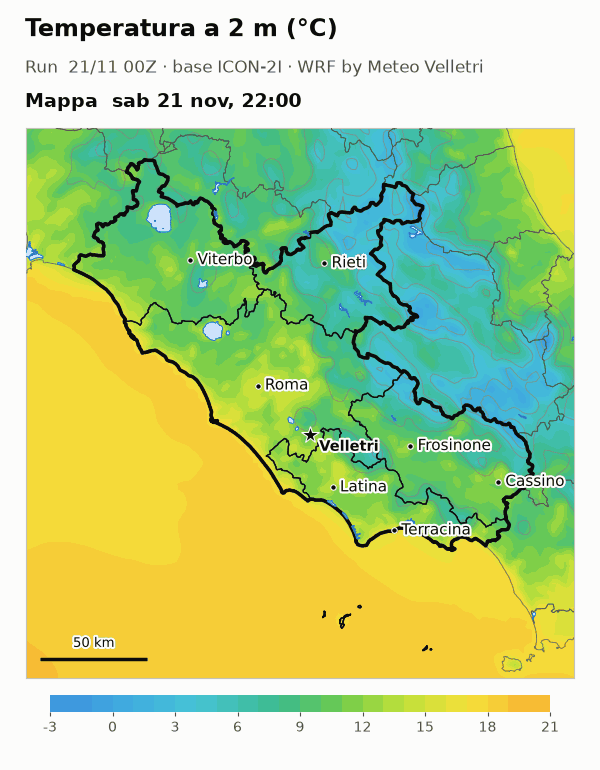 Temperatura a 2 m (°C)
Run  21/11 00Z · base ICON-2I · WRF by Meteo Velletri
Mappa  sab 21 nov, 22:00
Viterbo
Rieti
Roma
Velletri
Frosinone
Latina
Cassino
Terracina
50 km
-3 0 3 6 9 12 15 18 21